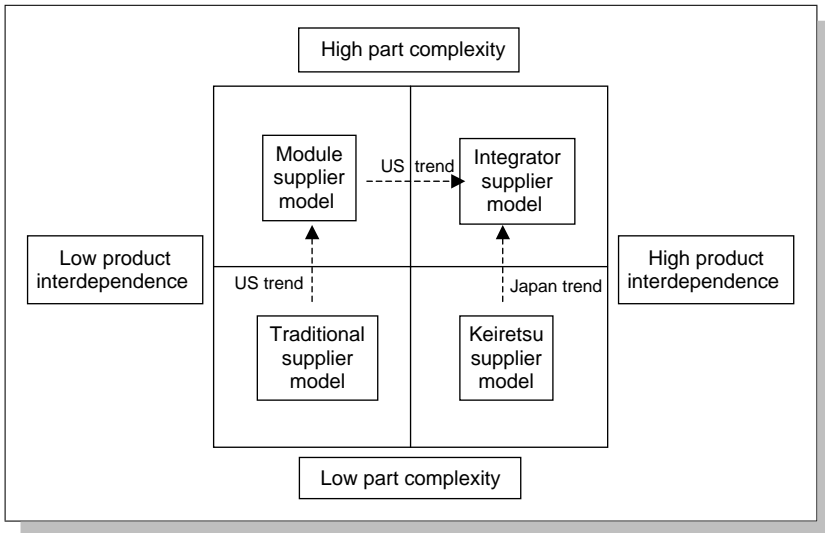 High part complexity
Module
supplier
model
US trend
Integrator
supplier
model
Low product
interdependence
High product
interdependence
US trend
Japan trend
Traditional
supplier
model
Keiretsu
supplier
model
Low part complexity